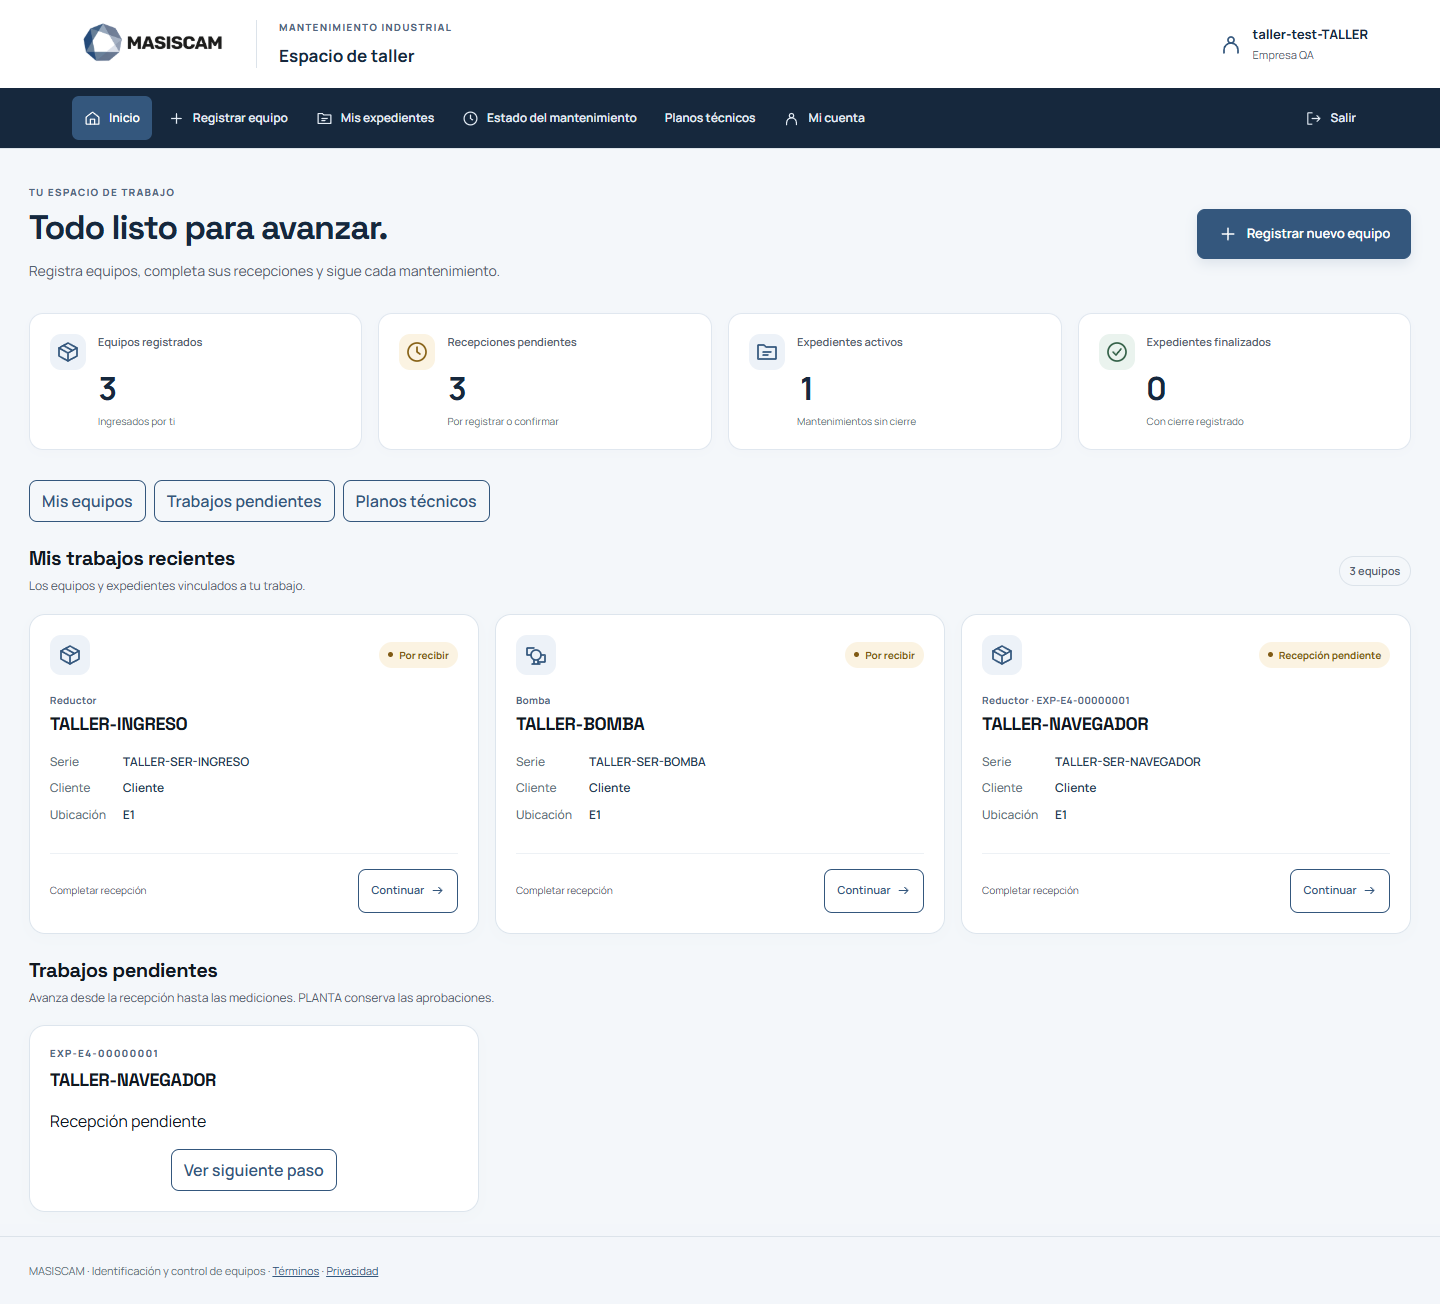 MASISCAM
MANTENIMIENTO INDUSTRIAL
Espacio de taller
taller-test-TALLER
Empresa QA
Inicio
Registrar equipo
Mis expedientes
Estado del mantenimiento
Planos técnicos
Mi cuenta
Salir
TU ESPACIO DE TRABAJO
Todo listo para avanzar.
Registra equipos, completa sus recepciones y sigue cada mantenimiento.
Registrar nuevo equipo
Equipos registrados
3
Ingresados por ti
Recepciones pendientes
3
Por registrar o confirmar
Expedientes activos
1
Mantenimientos sin cierre
Expedientes finalizados
0
Con cierre registrado
Mis equipos
Trabajos pendientes
Planos técnicos
Mis trabajos recientes
Los equipos y expedientes vinculados a tu trabajo.
3 equipos
Por recibir
Reductor
TALLER-INGRESO
Serie TALLER-SER-INGRESO
Cliente Cliente
Ubicación E1
Completar recepción
Continuar →
Por recibir
Bomba
TALLER-BOMBA
Serie TALLER-SER-BOMBA
Cliente Cliente
Ubicación E1
Completar recepción
Continuar →
Recepción pendiente
Reductor · EXP-E4-00000001
TALLER-NAVEGADOR
Serie TALLER-SER-NAVEGADOR
Cliente Cliente
Ubicación E1
Completar recepción
Continuar →
Trabajos pendientes
Avanza desde la recepción hasta las mediciones. PLANTA conserva las aprobaciones.
EXP-E4-00000001
TALLER-NAVEGADOR
Recepción pendiente
Ver siguiente paso
MASISCAM · Identificación y control de equipos · Términos · Privacidad